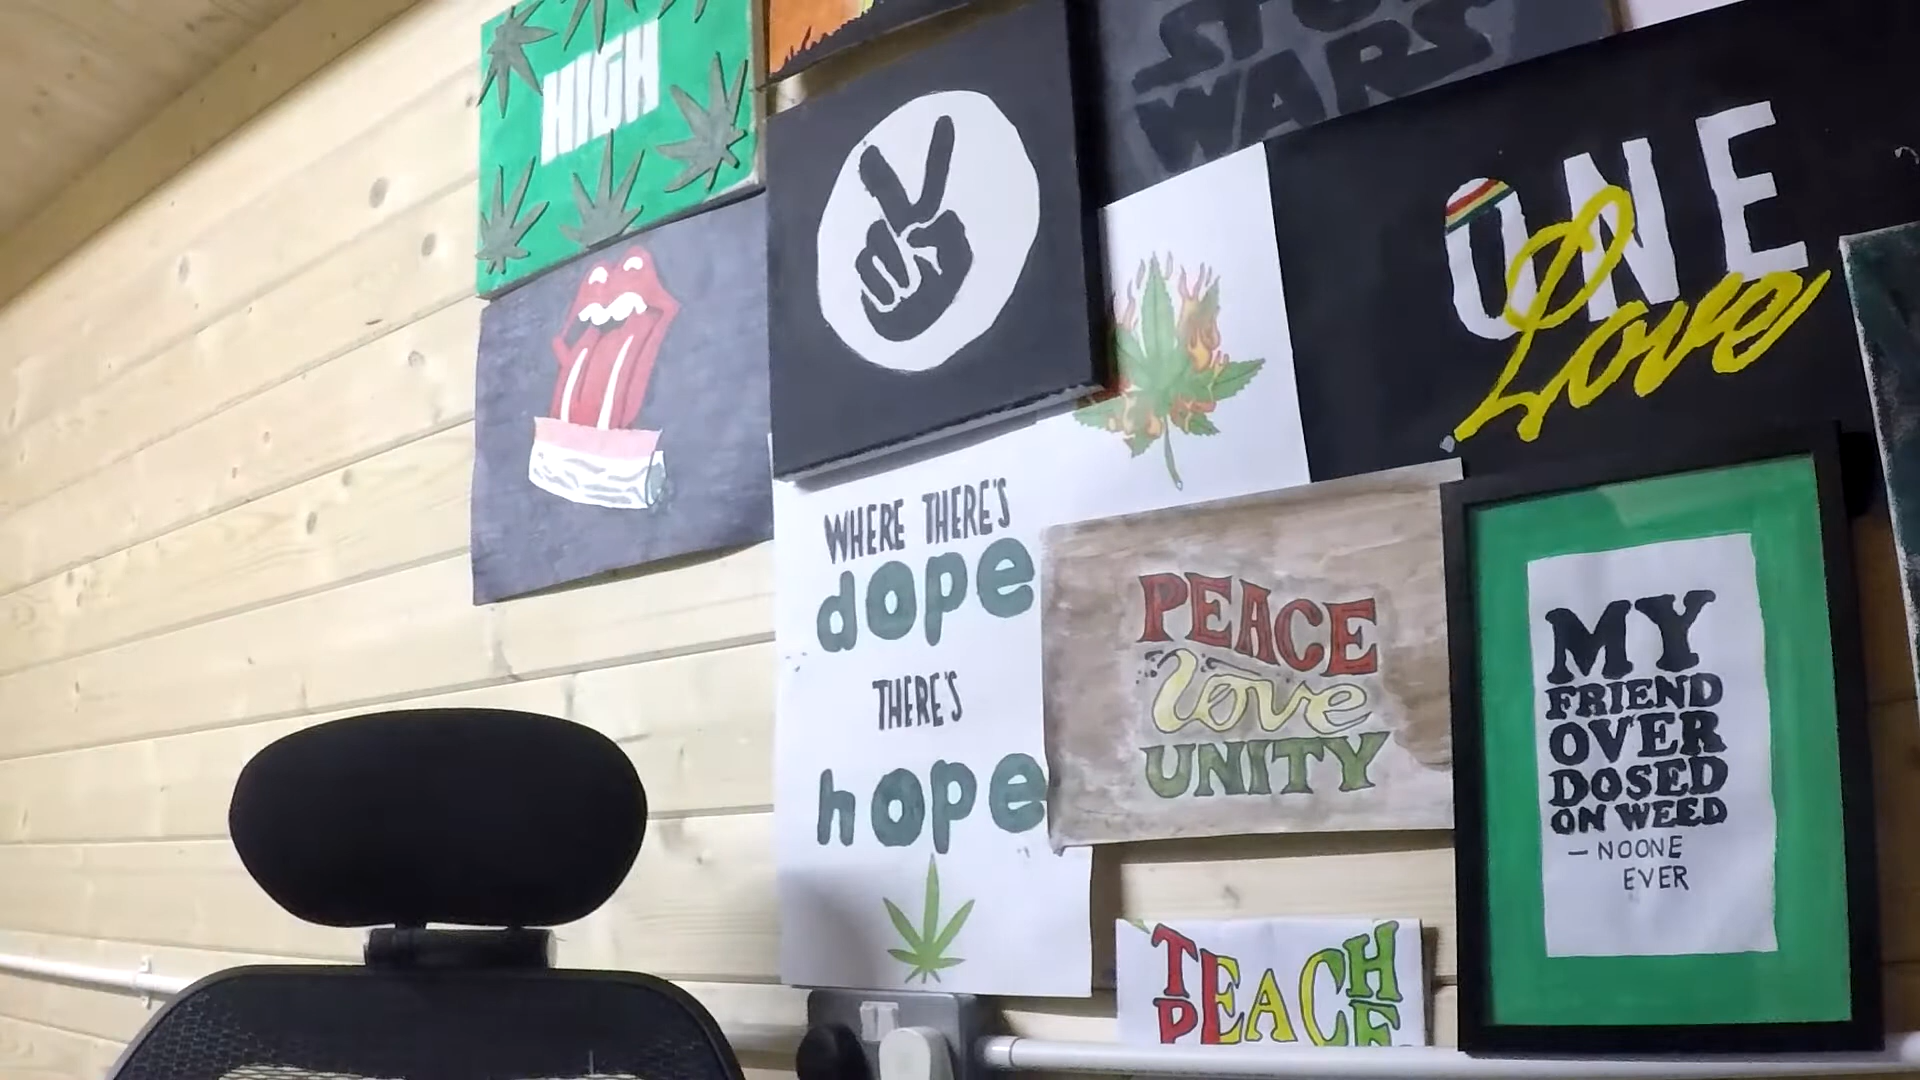 HIGH
STAR
WARS
ONE
Love
WHERE THERE'S
dope
THERE'S
hope
PEACE
love
UNITY
MY
FRIEND
OVER
DOSED
ON WEED
— NOONE
EVER
TEACH
PEACE